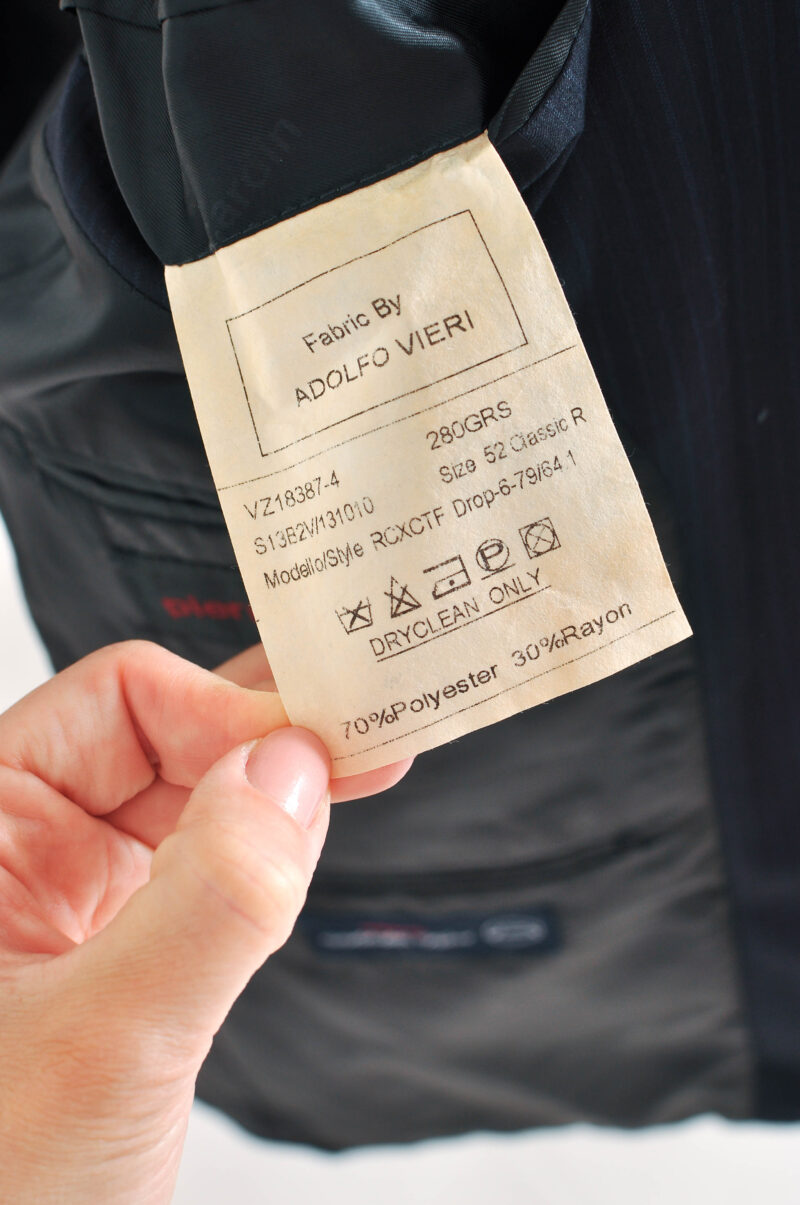 Fabric By
ADOLFO VIERI
280GRS
VZ18387-4
Size 52 Classic R
S13E2V/131010
Modello/Style RCXCTF Drop-6-79/64.1
P
DRYCLEAN ONLY
70%Polyester 30%Rayon